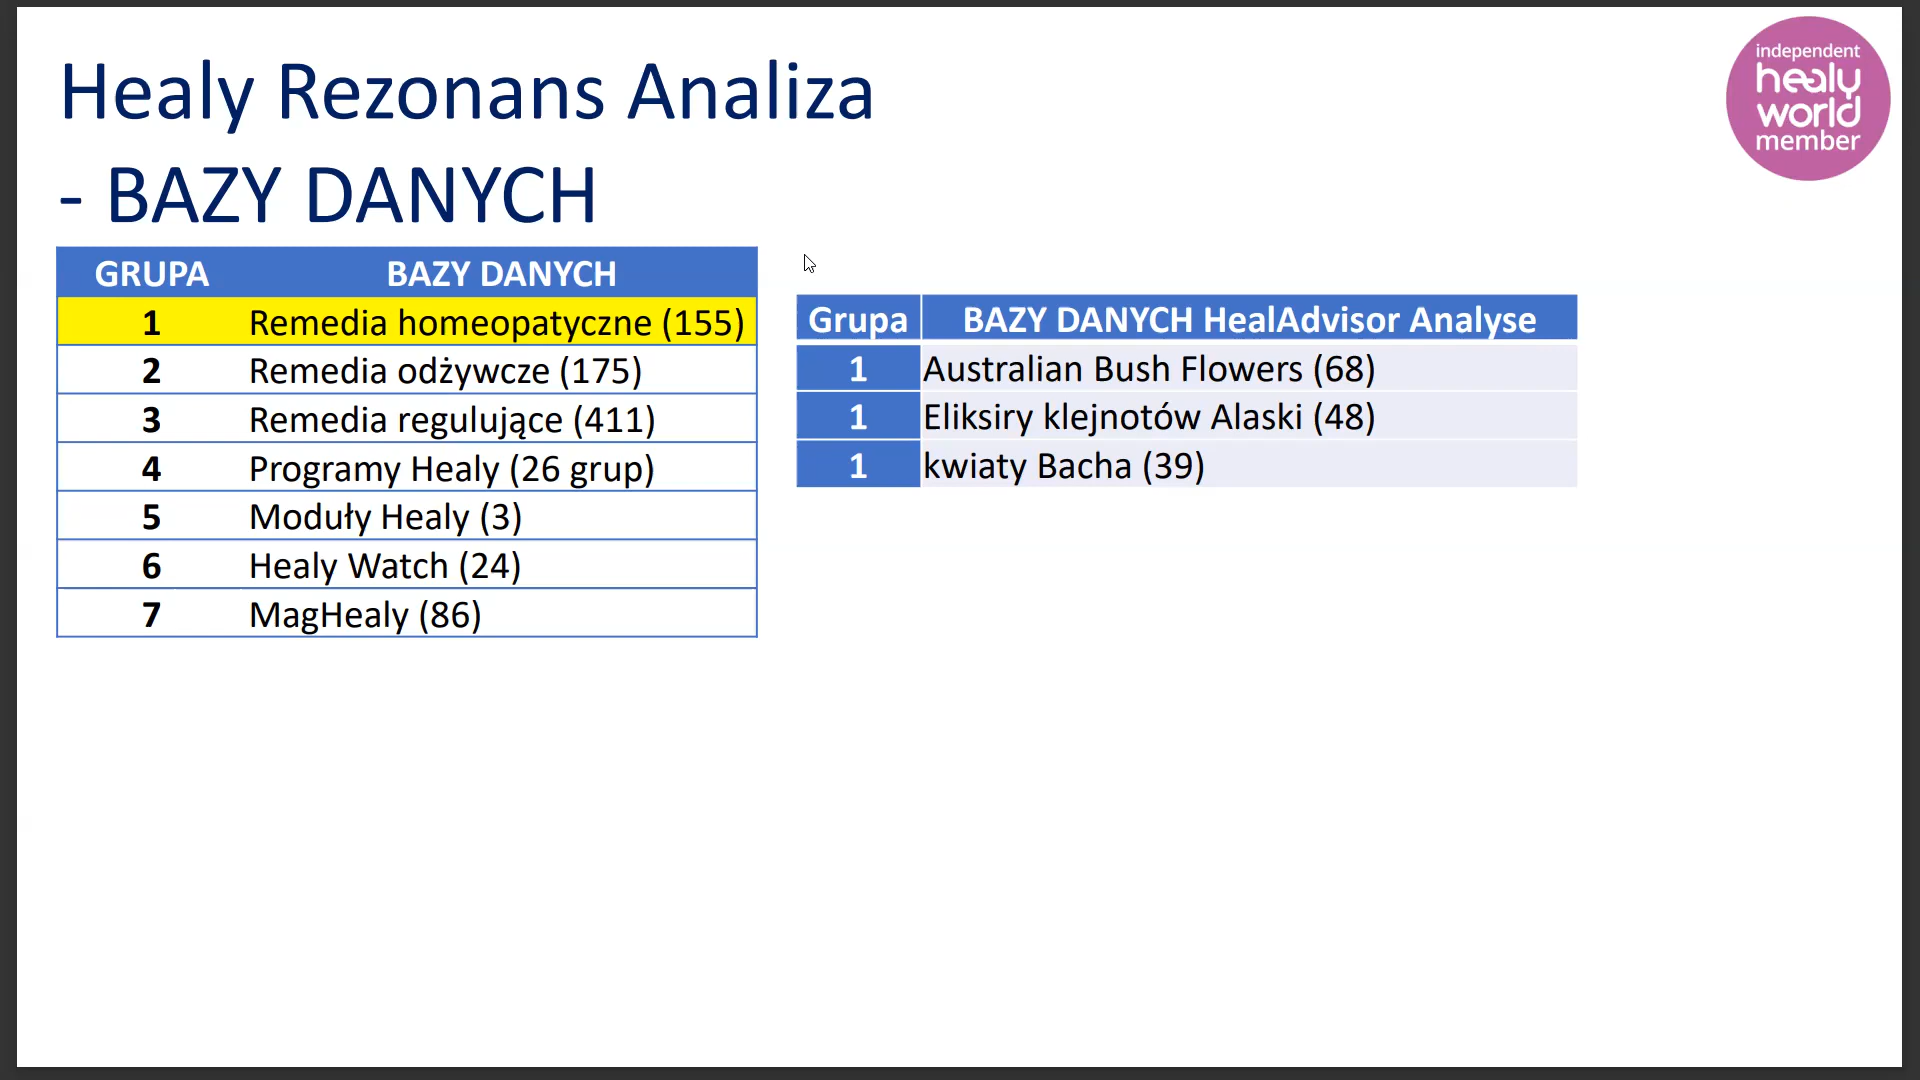 Healy Rezonans Analiza
- BAZY DANYCH
independent
healy
world
member
GRUPA BAZY DANYCH
1 Remedia homeopatyczne (155)
2 Remedia odżywcze (175)
3 Remedia regulujące (411)
4 Programy Healy (26 grup)
5 Moduły Healy (3)
6 Healy Watch (24)
7 MagHealy (86)
Grupa BAZY DANYCH HealAdvisor Analyse
1 Australian Bush Flowers (68)
1 Eliksiry klejnotów Alaski (48)
1 kwiaty Bacha (39)